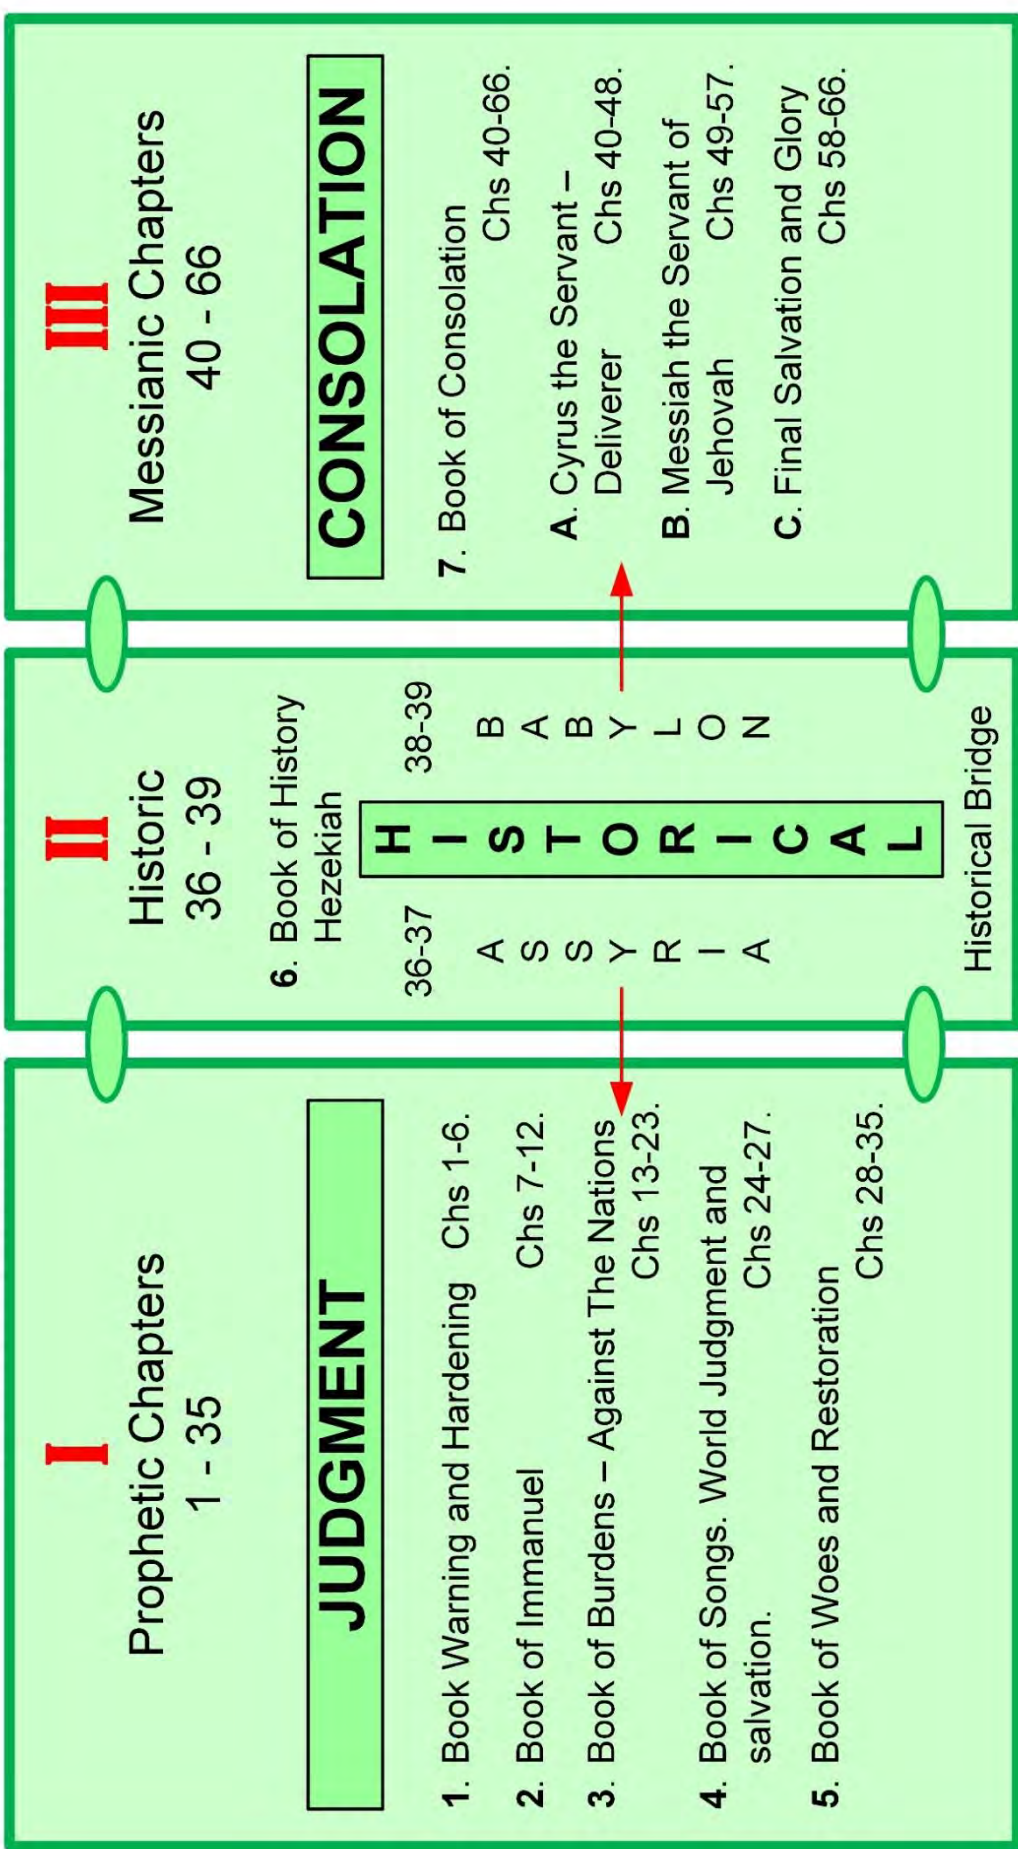 I
Prophetic Chapters
1 - 35
JUDGMENT
1. Book Warning and Hardening Chs 1-6.
2. Book of Immanuel Chs 7-12.
3. Book of Burdens – Against The Nations
Chs 13-23.
4. Book of Songs. World Judgment and
salvation. Chs 24-27.
5. Book of Woes and Restoration
Chs 28-35.
II
Historic
36 - 39
6. Book of History
Hezekiah
36-37 38-39
ASSYRIA
HISTORICAL
BABYLON
Historical Bridge
III
Messianic Chapters
40 - 66
CONSOLATION
7. Book of Consolation
Chs 40-66.
A. Cyrus the Servant –
Deliverer Chs 40-48.
B. Messiah the Servant of
Jehovah Chs 49-57.
C. Final Salvation and Glory
Chs 58-66.